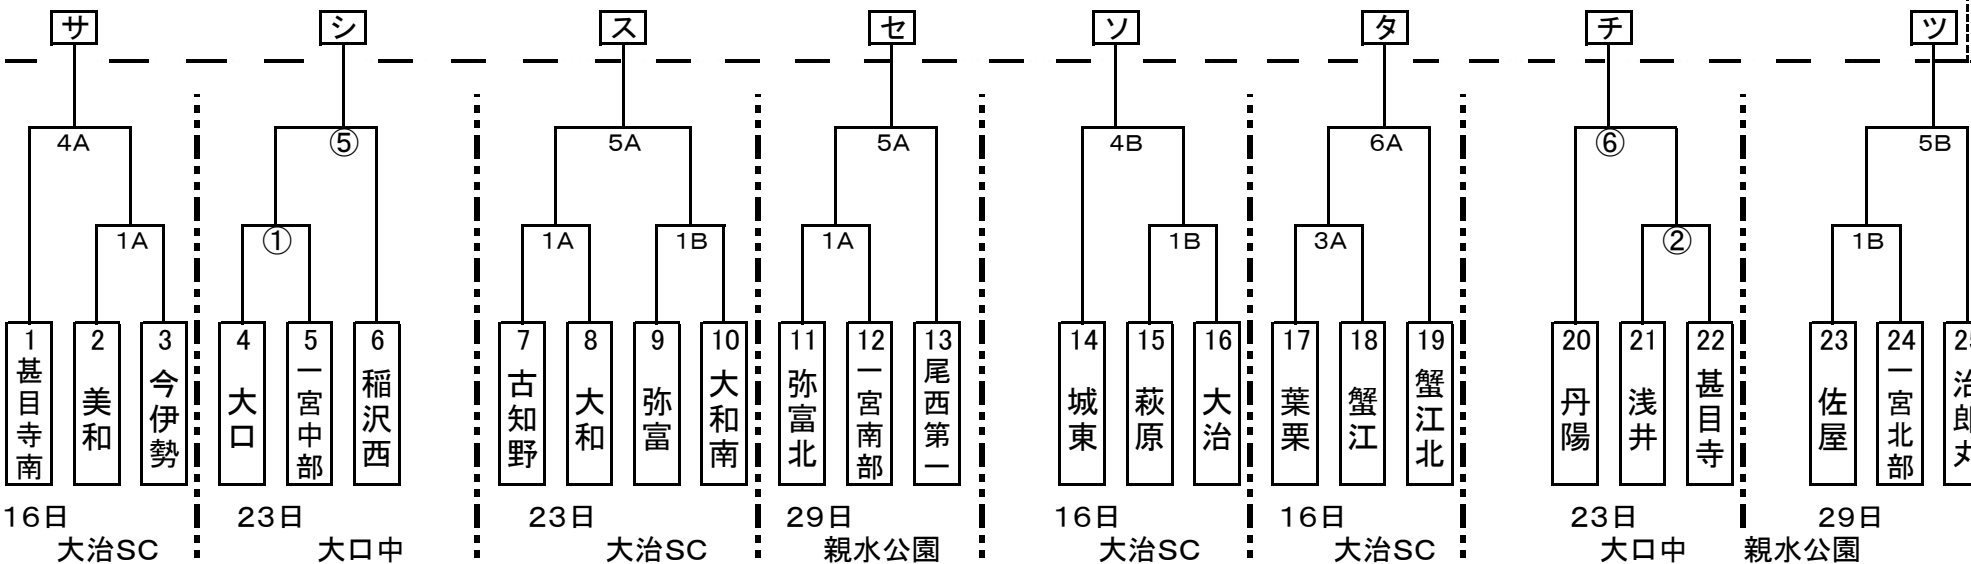 サ シ ス セ ソ タ チ ツ
4A ⑤ 5A 5A 4B 6A ⑥ 5B
1A ① 1A 1B 1A 1B 3A ② 1B
1 甚目寺南
2 美和
3 今伊勢
4 大口
5 一宮中部
6 稲沢西
7 古知野
8 大和
9 弥富
10 大和南
11 弥富北
12 一宮南部
13 尾西第一
14 城東
15 萩原
16 大治
17 葉栗
18 蟹江
19 蟹江北
20 丹陽
21 浅井
22 甚目寺
23 佐屋
24 一宮北部
25 治郎丸
16日 23日 23日 29日 16日 16日 23日 29日
大治SC 大口中 大治SC 親水公園 大治SC 大治SC 大口中 親水公園